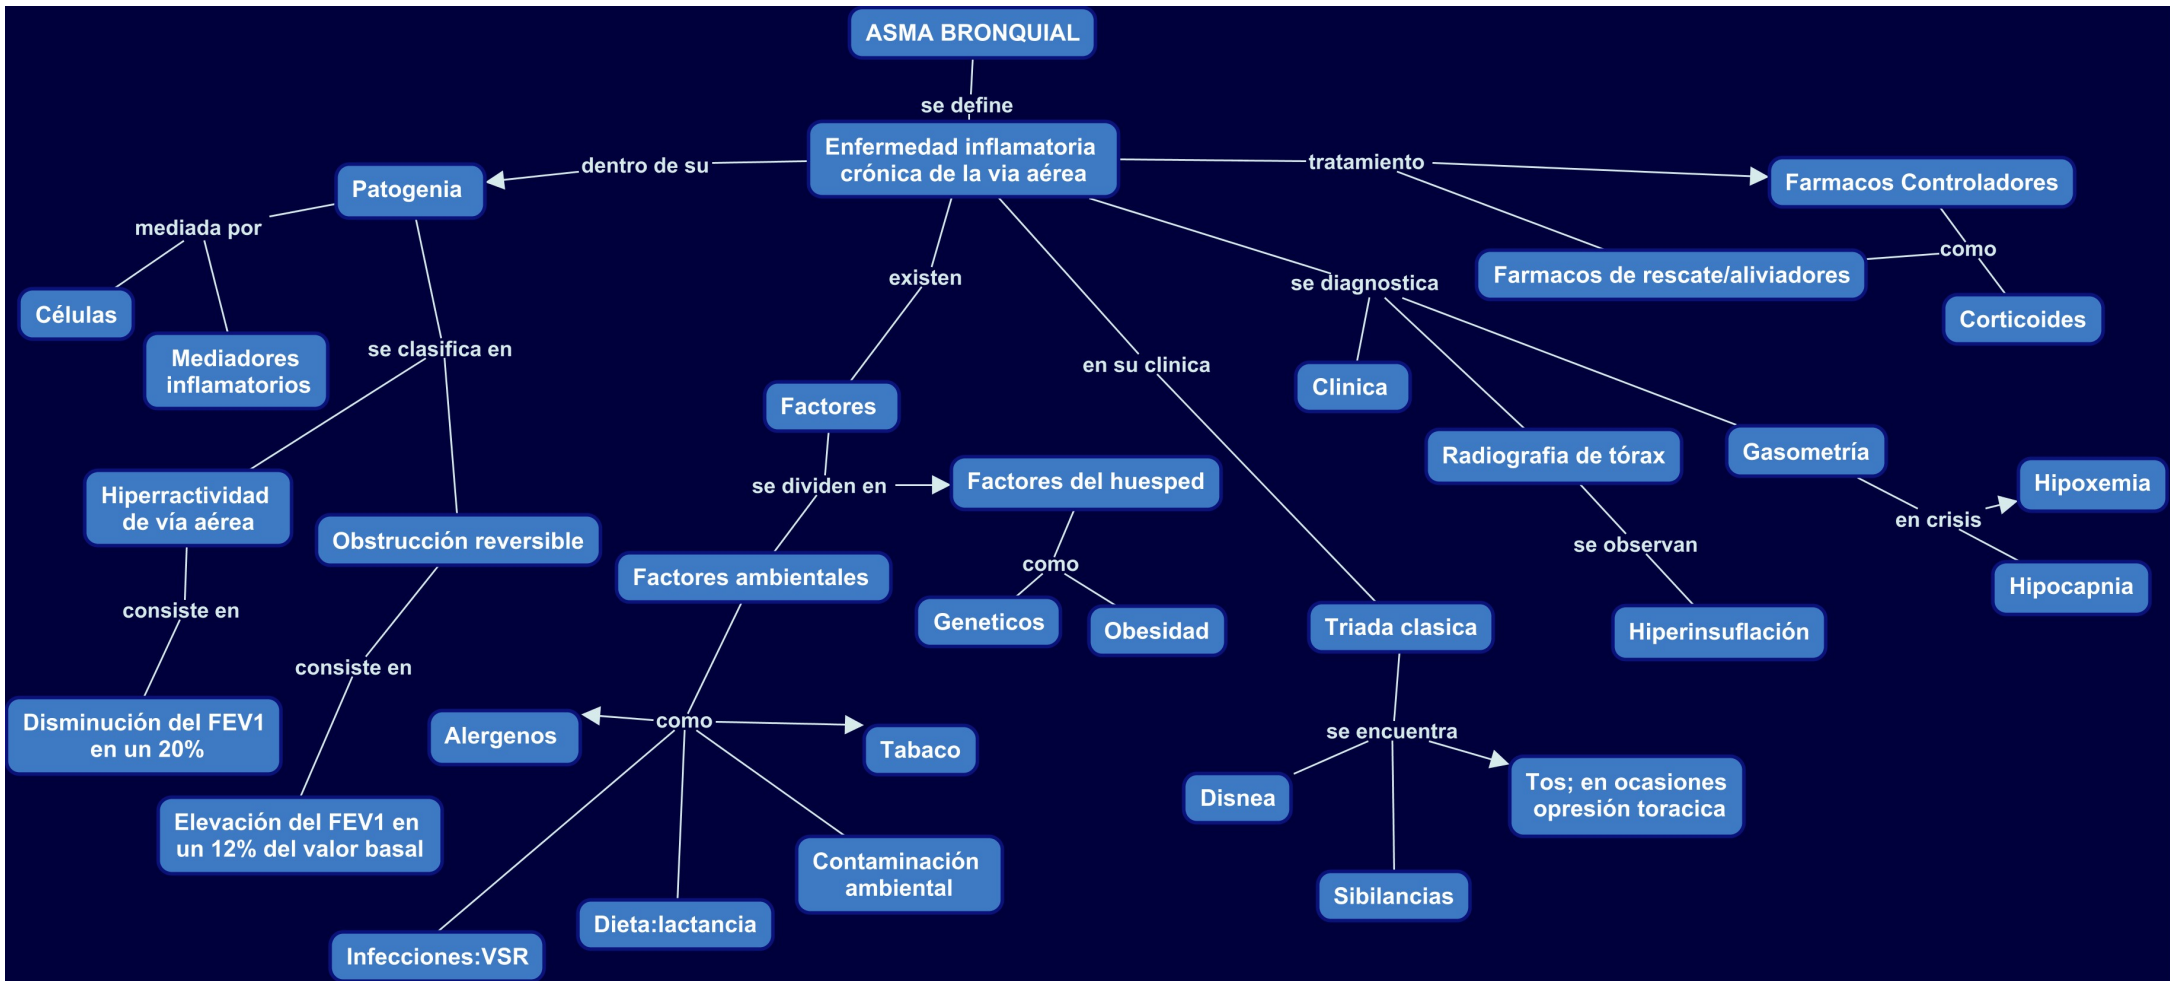 ASMA BRONQUIAL
se define
Enfermedad inflamatoria
crónica de la via aérea
dentro de su
tratamiento
Patogenia
Farmacos Controladores
mediada por
como
Farmacos de rescate/aliviadores
existen
se diagnostica
Células
Corticoides
se clasifica en
Mediadores
inflamatorios
en su clinica
Clinica
Factores
Radiografia de tórax
Gasometría
Hipoxemia
Factores del huesped
se dividen en
Hiperractividad
de vía aérea
en crisis
Obstrucción reversible
se observan
como
Factores ambientales
Hipocapnia
consiste en
Geneticos
Obesidad
Triada clasica
Hiperinsuflación
consiste en
Disminución del FEV1
en un 20%
Alergenos
como
Tabaco
se encuentra
Disnea
Tos; en ocasiones
opresión toracica
Elevación del FEV1 en
un 12% del valor basal
Contaminación
ambiental
Sibilancias
Dieta:lactancia
Infecciones:VSR